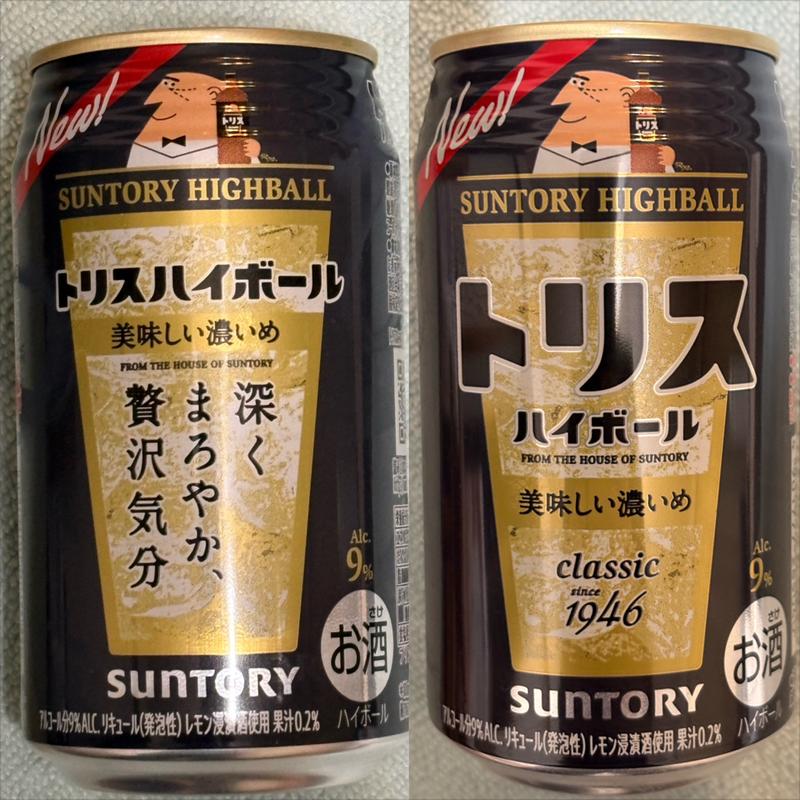 New!
トリス
SUNTORY HIGHBALL
トリスハイボール
美味しい濃いめ
FROM THE HOUSE OF SUNTORY
深く
まろやか、
贅沢気分
Alc.
9%
さけ
お酒
SUNTORY
アルコール分9%ALC. リキュール(発泡性) レモン浸漬酒使用 果汁0.2%
ハイボール
New!
トリス
SUNTORY HIGHBALL
トリス
ハイボール
FROM THE HOUSE OF SUNTORY
美味しい濃いめ
classic
since
1946
Alc.
9%
さけ
お酒
SUNTORY
アルコール分9%ALC. リキュール(発泡性) レモン浸漬酒使用 果汁0.2%
ハイボール